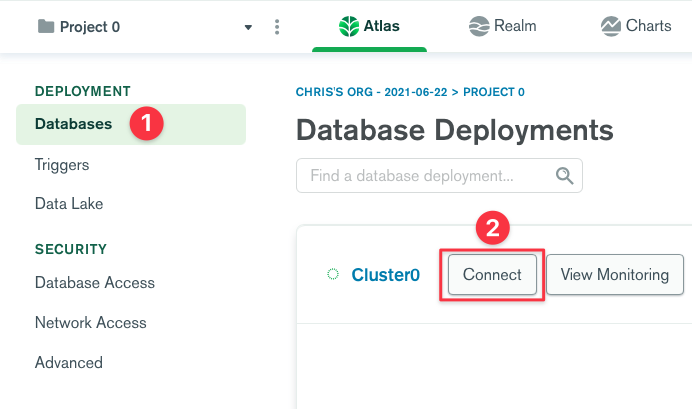 Project 0
Atlas
Realm
Charts
DEPLOYMENT
Databases 1
Triggers
Data Lake
SECURITY
Database Access
Network Access
Advanced
CHRIS'S ORG - 2021-06-22 > PROJECT 0
Database Deployments
Find a database deployment...
2
Cluster0 Connect View Monitoring